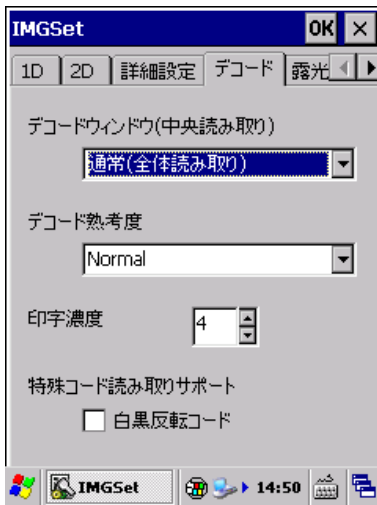 IMGSet OK ×
1D 2D 詳細設定 デコード 露光
デコードウィンドウ(中央読み取り)
通常(全体読み取り)
デコード熟考度
Normal
印字濃度 4
特殊コード読み取りサポート
白黒反転コード
IMGSet 14:50